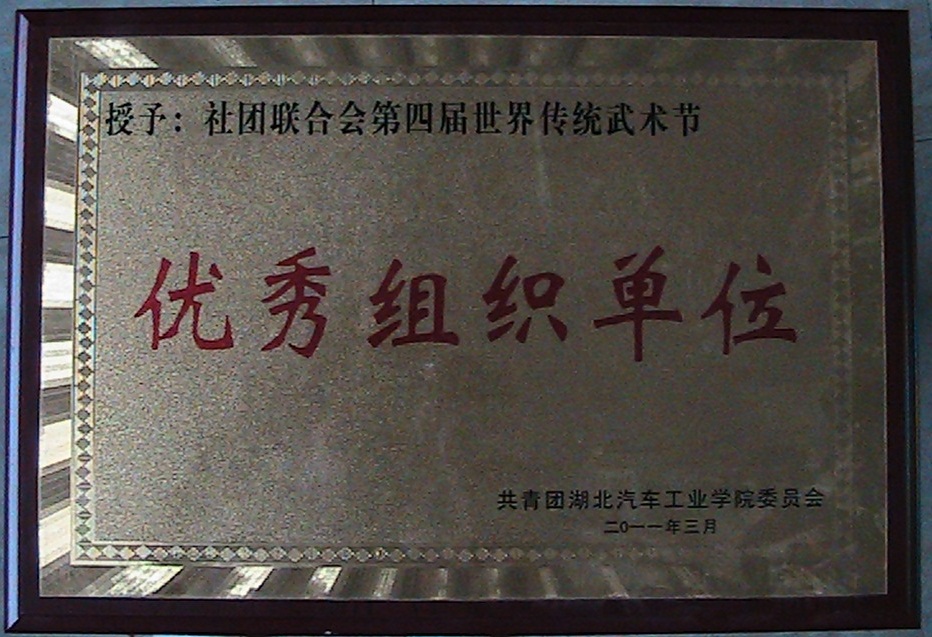 授予：社团联合会第四届世界传统武术节
优秀组织单位
共青团湖北汽车工业学院委员会
二0一一年三月